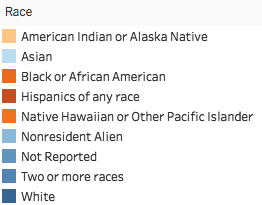 Race
American Indian or Alaska Native
Asian
Black or African American
Hispanics of any race
Native Hawaiian or Other Pacific Islander
Nonresident Alien
Not Reported
Two or more races
White